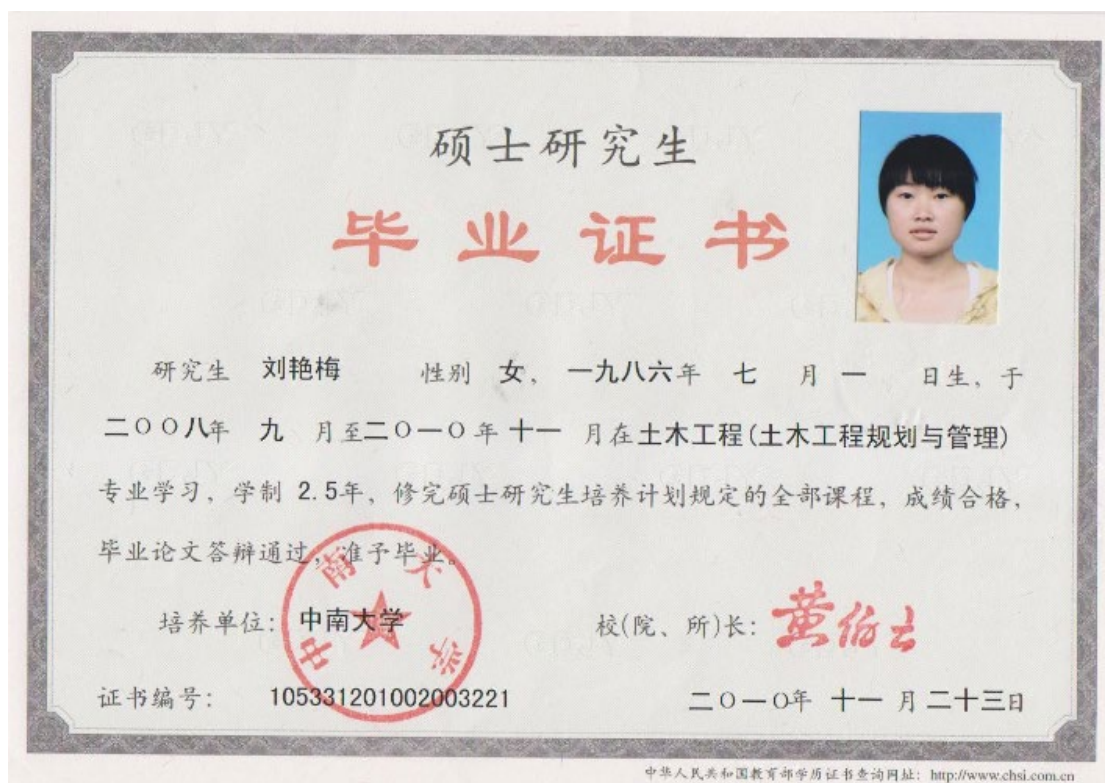 硕士研究生
毕业证书
研究生 刘艳梅 性别 女，一九八六年 七 月 一 日生，于
二〇〇八年 九 月至二〇一〇年 十一 月在土木工程(土木工程规划与管理)
专业学习，学制 2.5年，修完硕士研究生培养计划规定的全部课程，成绩合格，
毕业论文答辩通过，准予毕业。
中南大学
培养单位：中南大学 校(院、所)长：黄伯云
证书编号： 105331201002003221 二〇一〇年 十一 月 二十三日
中华人民共和国教育部学历证书查询网址：http://www.chsi.com.cn